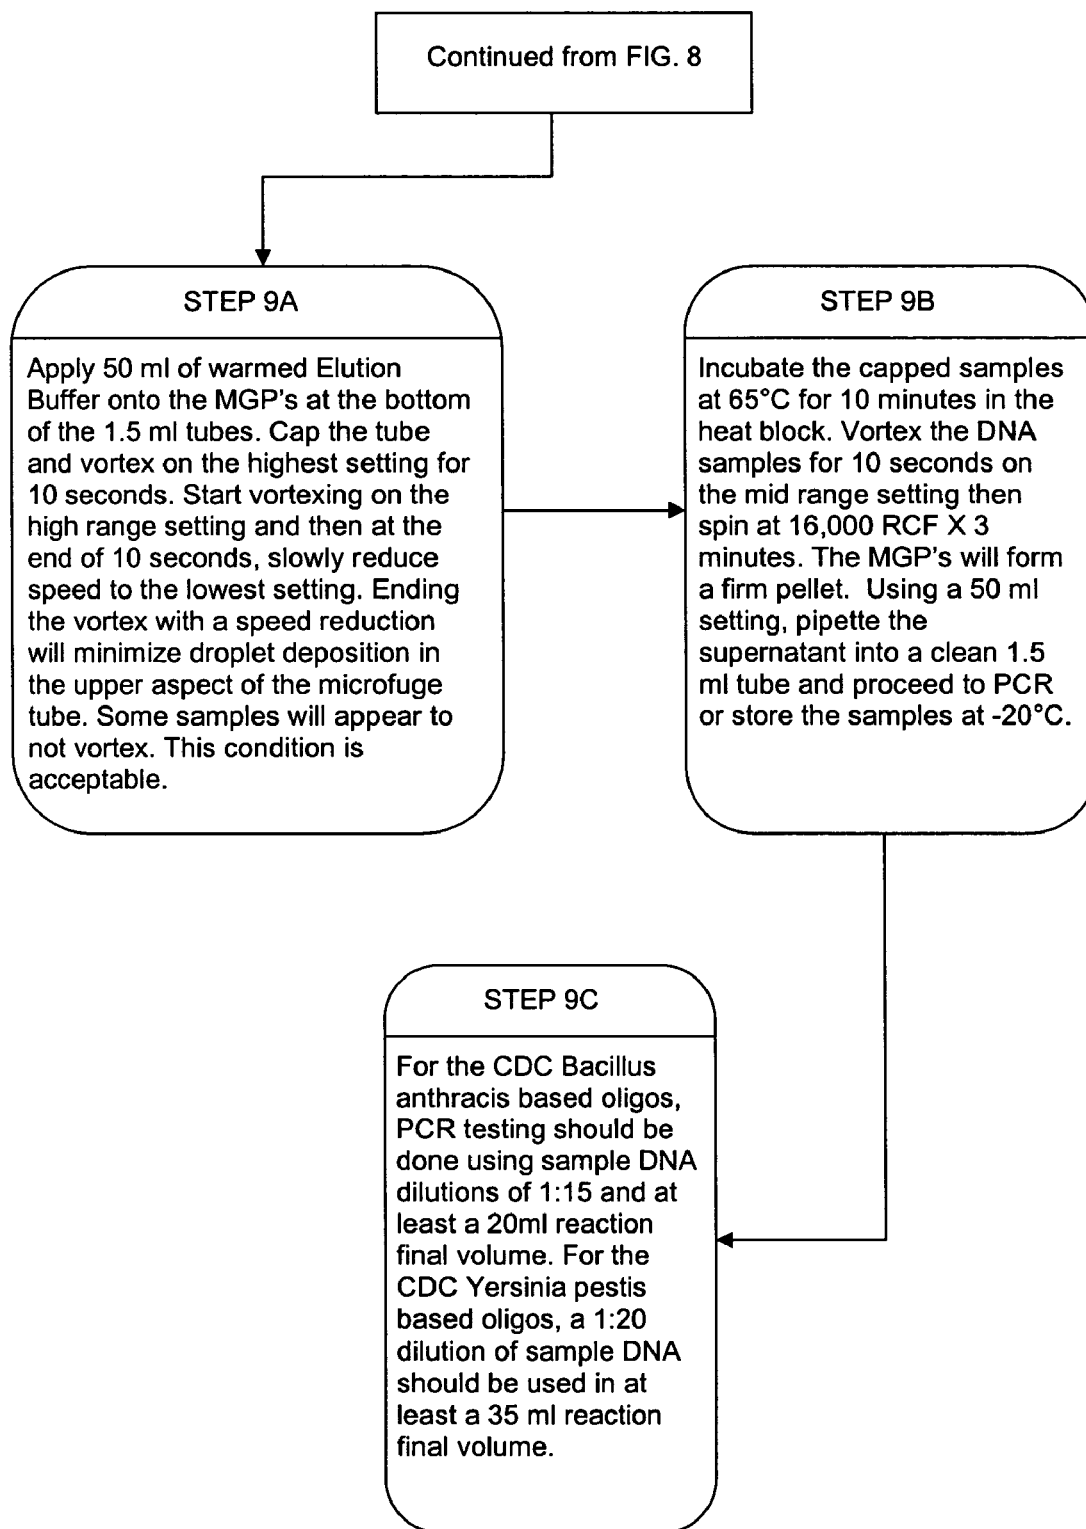 Continued from FIG. 8
STEP 9A
Apply 50 ml of warmed Elution
Buffer onto the MGP's at the bottom
of the 1.5 ml tubes. Cap the tube
and vortex on the highest setting for
10 seconds. Start vortexing on the
high range setting and then at the
end of 10 seconds, slowly reduce
speed to the lowest setting. Ending
the vortex with a speed reduction
will minimize droplet deposition in
the upper aspect of the microfuge
tube. Some samples will appear to
not vortex. This condition is
acceptable.
STEP 9B
Incubate the capped samples
at 65°C for 10 minutes in the
heat block. Vortex the DNA
samples for 10 seconds on
the mid range setting then
spin at 16,000 RCF X 3
minutes. The MGP's will form
a firm pellet.  Using a 50 ml
setting, pipette the
supernatant into a clean 1.5
ml tube and proceed to PCR
or store the samples at -20°C.
STEP 9C
For the CDC Bacillus
anthracis based oligos,
PCR testing should be
done using sample DNA
dilutions of 1:15 and at
least a 20ml reaction
final volume. For the
CDC Yersinia pestis
based oligos, a 1:20
dilution of sample DNA
should be used in at
least a 35 ml reaction
final volume.